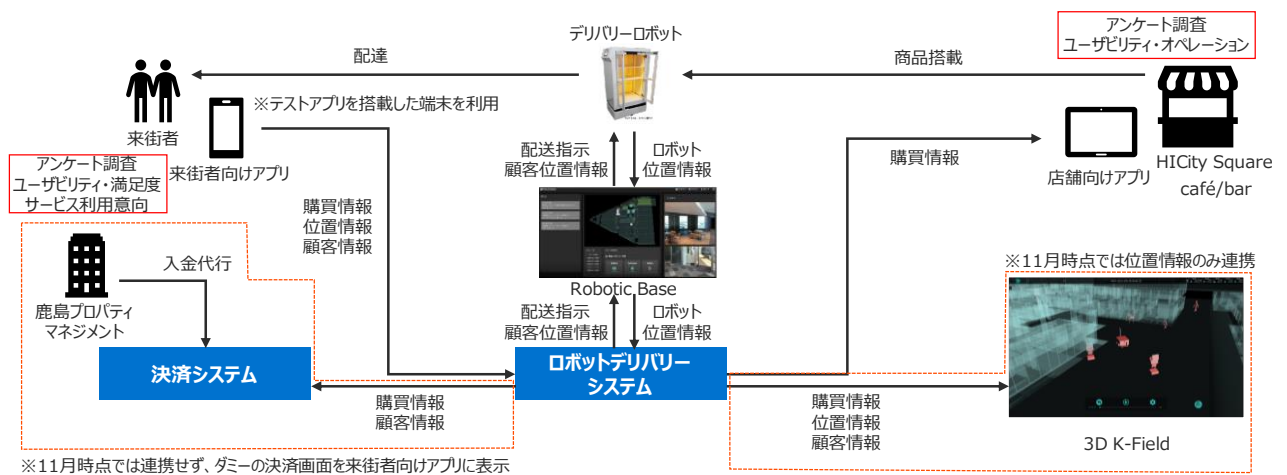 デリバリーロボット
アンケート調査
ユーザビリティ・オペレーション
配達
商品搭載
※テストアプリを搭載した端末を利用
来街者
来街者向けアプリ
アンケート調査
ユーザビリティ・満足度
サービス利用意向
配送指示
顧客位置情報
ロボット
位置情報
購買情報
店舗向けアプリ
HICity Square
café/bar
購買情報
位置情報
顧客情報
Robotic Base
※11月時点では位置情報のみ連携
入金代行
鹿島プロパティ
マネジメント
配送指示
顧客位置情報
ロボット
位置情報
決済システム
ロボットデリバリー
システム
購買情報
顧客情報
購買情報
位置情報
顧客情報
3D K-Field
※11月時点では連携せず、ダミーの決済画面を来街者向けアプリに表示